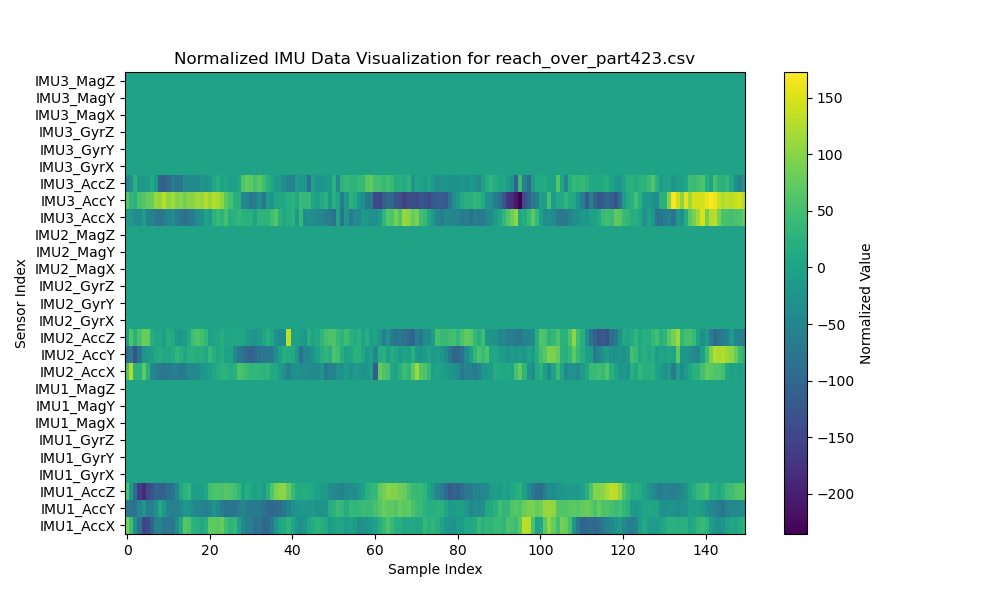 Normalized IMU Data Visualization for reach_over_part423.csv
IMU3_MagZ
IMU3_MagY
IMU3_MagX
IMU3_GyrZ
IMU3_GyrY
IMU3_GyrX
IMU3_AccZ
IMU3_AccY
IMU3_AccX
IMU2_MagZ
IMU2_MagY
IMU2_MagX
IMU2_GyrZ
IMU2_GyrY
IMU2_GyrX
IMU2_AccZ
IMU2_AccY
IMU2_AccX
IMU1_MagZ
IMU1_MagY
IMU1_MagX
IMU1_GyrZ
IMU1_GyrY
IMU1_GyrX
IMU1_AccZ
IMU1_AccY
IMU1_AccX
Sensor Index
0 20 40 60 80 100 120 140
Sample Index
150
100
50
0
−50
−100
−150
−200
Normalized Value